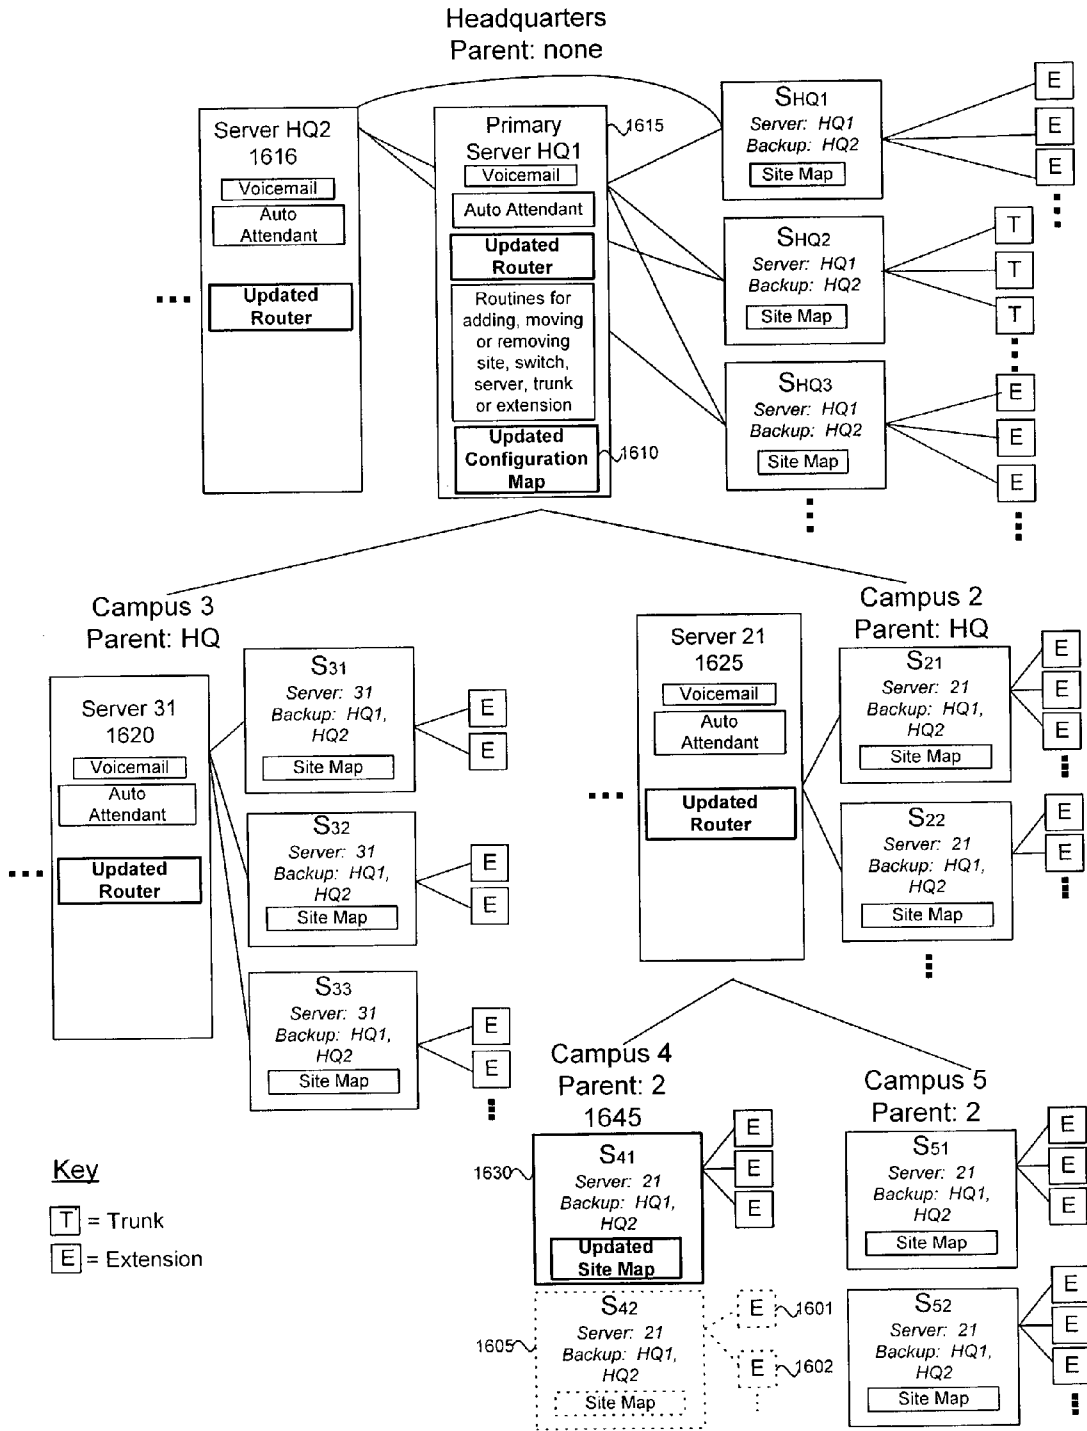 Headquarters
Parent: none
Server HQ2
1616
Voicemail
Auto
Attendant
Updated
Router
Primary
Server HQ1
1615
Voicemail
Auto Attendant
Updated
Router
Routines for
adding, moving
or removing
site, switch,
server, trunk
or extension
Updated
Configuration
Map
1610
SHQ1
Server: HQ1
Backup: HQ2
Site Map
E
E
E
SHQ2
Server: HQ1
Backup: HQ2
Site Map
T
T
T
SHQ3
Server: HQ1
Backup: HQ2
Site Map
E
E
E
Campus 3
Parent: HQ
Server 31
1620
Voicemail
Auto
Attendant
Updated
Router
S31
Server: 31
Backup: HQ1,
HQ2
Site Map
E
E
S32
Server: 31
Backup: HQ1,
HQ2
Site Map
E
E
S33
Server: 31
Backup: HQ1,
HQ2
Site Map
E
E
Campus 2
Parent: HQ
Server 21
1625
Voicemail
Auto
Attendant
Updated
Router
S21
Server: 21
Backup: HQ1,
HQ2
Site Map
E
E
E
S22
Server: 21
Backup: HQ1,
HQ2
Site Map
E
E
Campus 4
Parent: 2
1645
1630
S41
Server: 21
Backup: HQ1,
HQ2
Updated
Site Map
E
E
E
1605
S42
Server: 21
Backup: HQ1,
HQ2
Site Map
E
1601
E
1602
Campus 5
Parent: 2
S51
Server: 21
Backup: HQ1,
HQ2
Site Map
E
E
E
S52
Server: 21
Backup: HQ1,
HQ2
Site Map
E
E
E
Key
T = Trunk
E = Extension